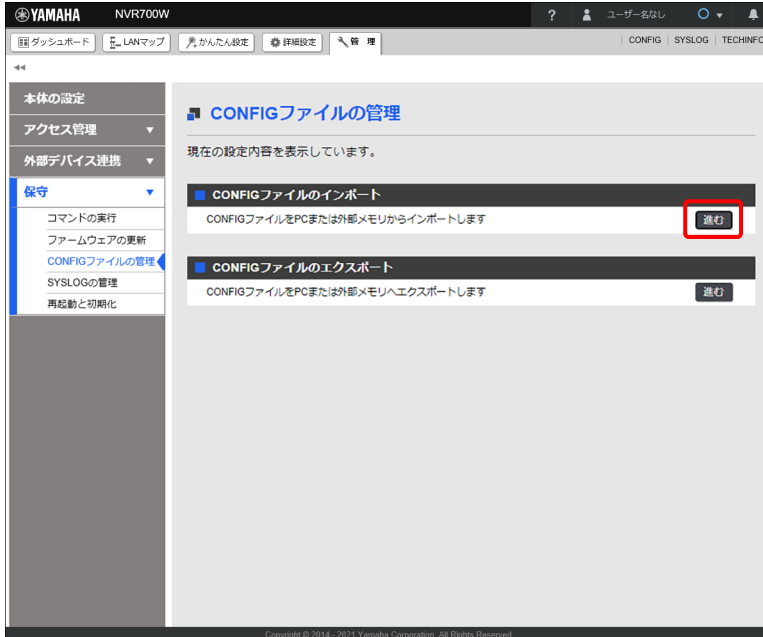 YAMAHA NVR700W ? ユーザー名なし
ダッシュボード LANマップ かんたん設定 詳細設定 管 理 CONFIG SYSLOG TECHINFO
本体の設定
アクセス管理
外部デバイス連携
保守
コマンドの実行
ファームウェアの更新
CONFIGファイルの管理
SYSLOGの管理
再起動と初期化
CONFIGファイルの管理
現在の設定内容を表示しています。
CONFIGファイルのインポート
CONFIGファイルをPCまたは外部メモリからインポートします 進む
CONFIGファイルのエクスポート
CONFIGファイルをPCまたは外部メモリへエクスポートします 進む
Copyright © 2014 - 2021 Yamaha Corporation. All Rights Reserved.